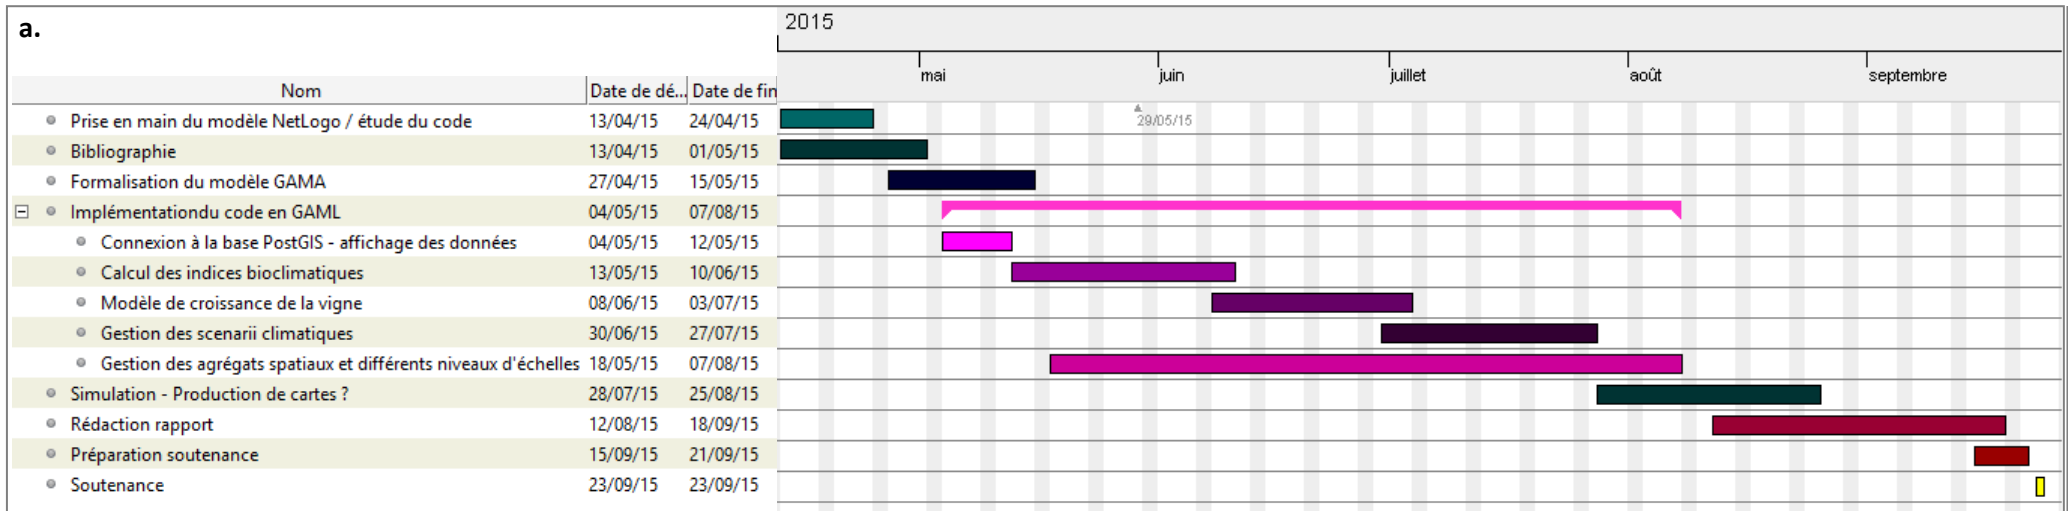 a.
2015
mai juin juillet août septembre
Nom Date de dé... Date de fin
Prise en main du modèle NetLogo / étude du code 13/04/15 24/04/15
29/05/15
Bibliographie 13/04/15 01/05/15
Formalisation du modèle GAMA 27/04/15 15/05/15
Implémentationdu code en GAML 04/05/15 07/08/15
Connexion à la base PostGIS - affichage des données 04/05/15 12/05/15
Calcul des indices bioclimatiques 13/05/15 10/06/15
Modèle de croissance de la vigne 08/06/15 03/07/15
Gestion des scenarii climatiques 30/06/15 27/07/15
Gestion des agrégats spatiaux et différents niveaux d'échelles 18/05/15 07/08/15
Simulation - Production de cartes ? 28/07/15 25/08/15
Rédaction rapport 12/08/15 18/09/15
Préparation soutenance 15/09/15 21/09/15
Soutenance 23/09/15 23/09/15